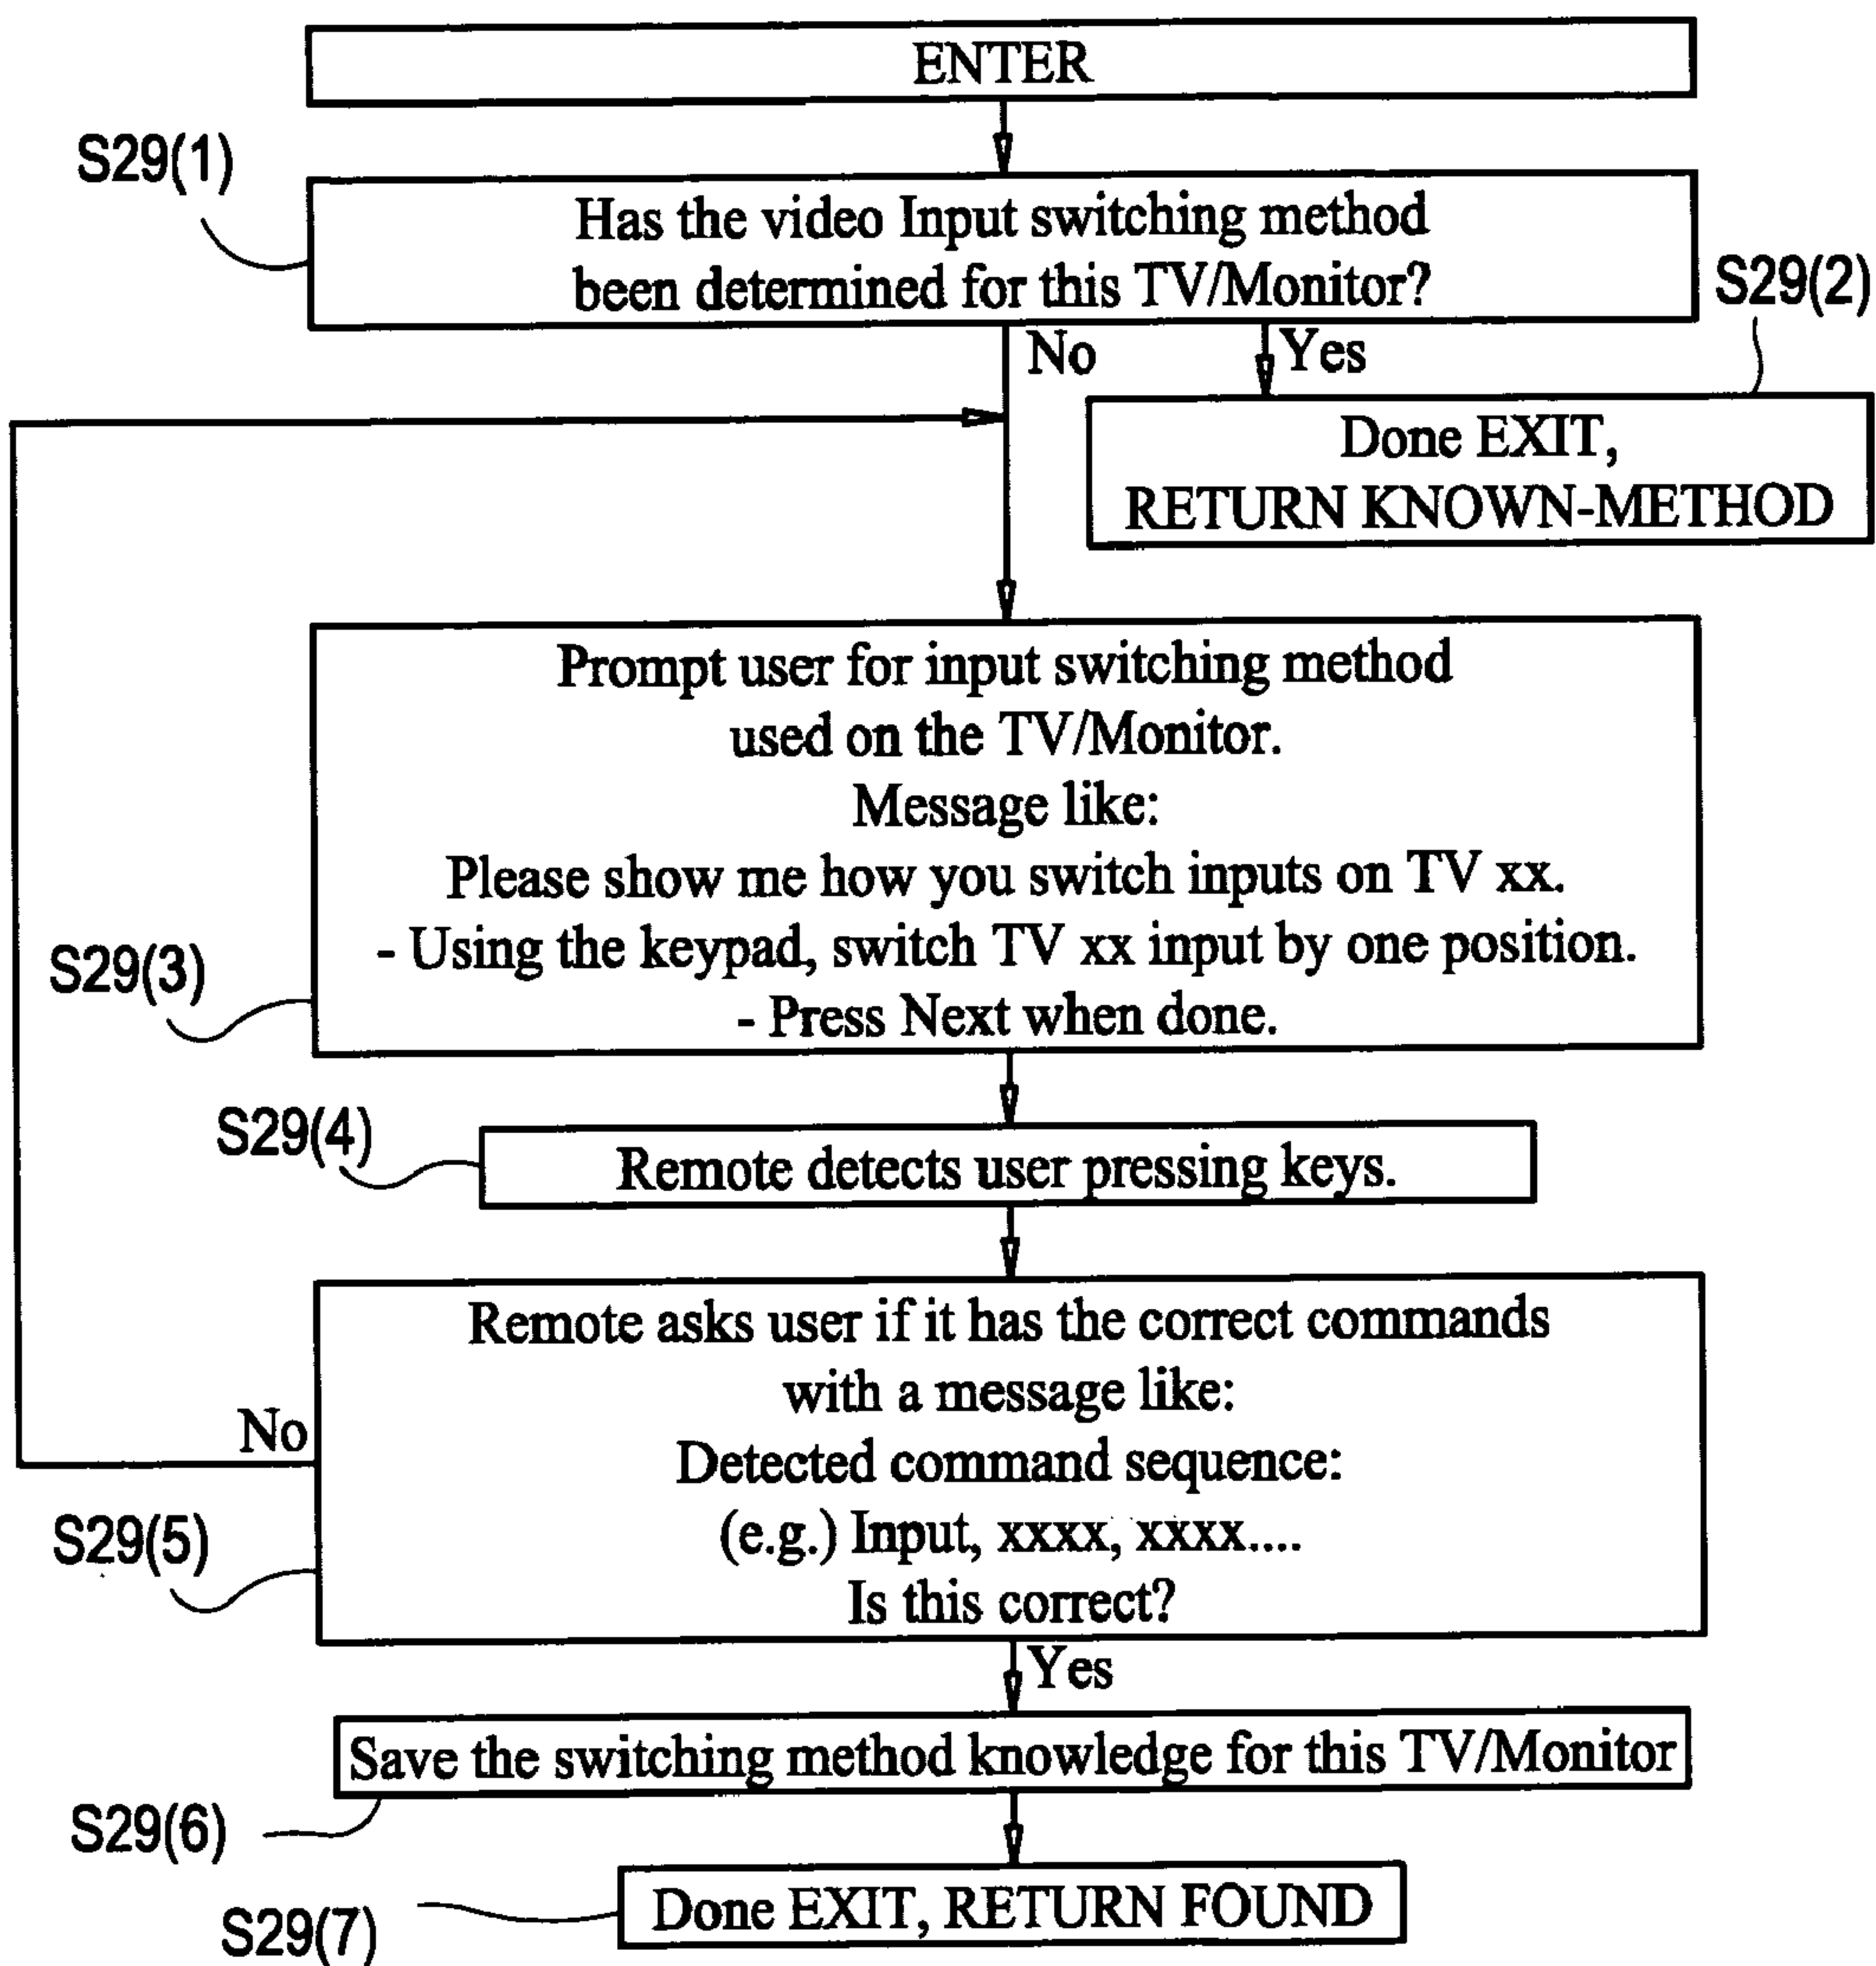 ENTER
S29(1)
Has the video Input switching method
been determined for this TV/Monitor?
S29(2)
No
Yes
Done EXIT,
RETURN KNOWN-METHOD
Prompt user for input switching method
used on the TV/Monitor.
Message like:
Please show me how you switch inputs on TV xx.
- Using the keypad, switch TV xx input by one position.
- Press Next when done.
S29(3)
S29(4)
Remote detects user pressing keys.
Remote asks user if it has the correct commands
with a message like:
Detected command sequence:
(e.g.) Input, xxxx, xxxx....
Is this correct?
No
S29(5)
Yes
Save the switching method knowledge for this TV/Monitor
S29(6)
Done EXIT, RETURN FOUND
S29(7)